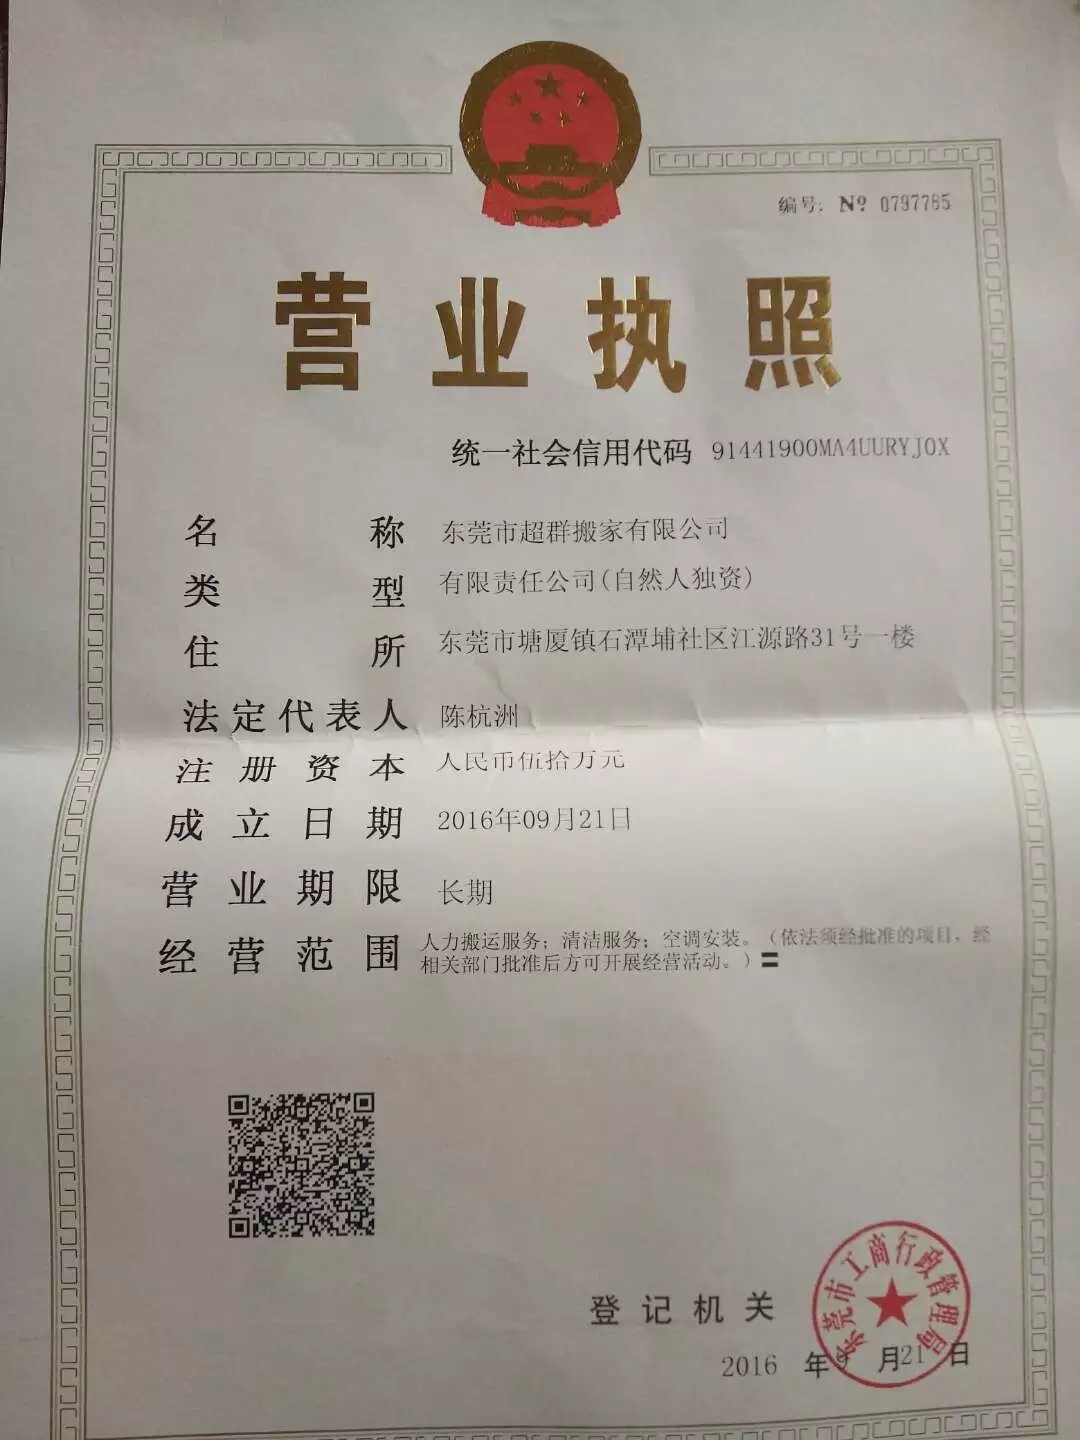 编号: № 0797785
营业执照
统一社会信用代码 91441900MA4UURYJ0X
名称 东莞市超群搬家有限公司
类型 有限责任公司(自然人独资)
住所 东莞市塘厦镇石潭埔社区江源路31号一楼
法定代表人 陈杭洲
注册资本 人民币伍拾万元
成立日期 2016年09月21日
营业期限 长期
经营范围 人力搬运服务；清洁服务；空调安装。（依法须经批准的项目、经
相关部门批准后方可开展经营活动。）〓
东莞市工商行政管理局
登记机关
2016 年9 月21 日